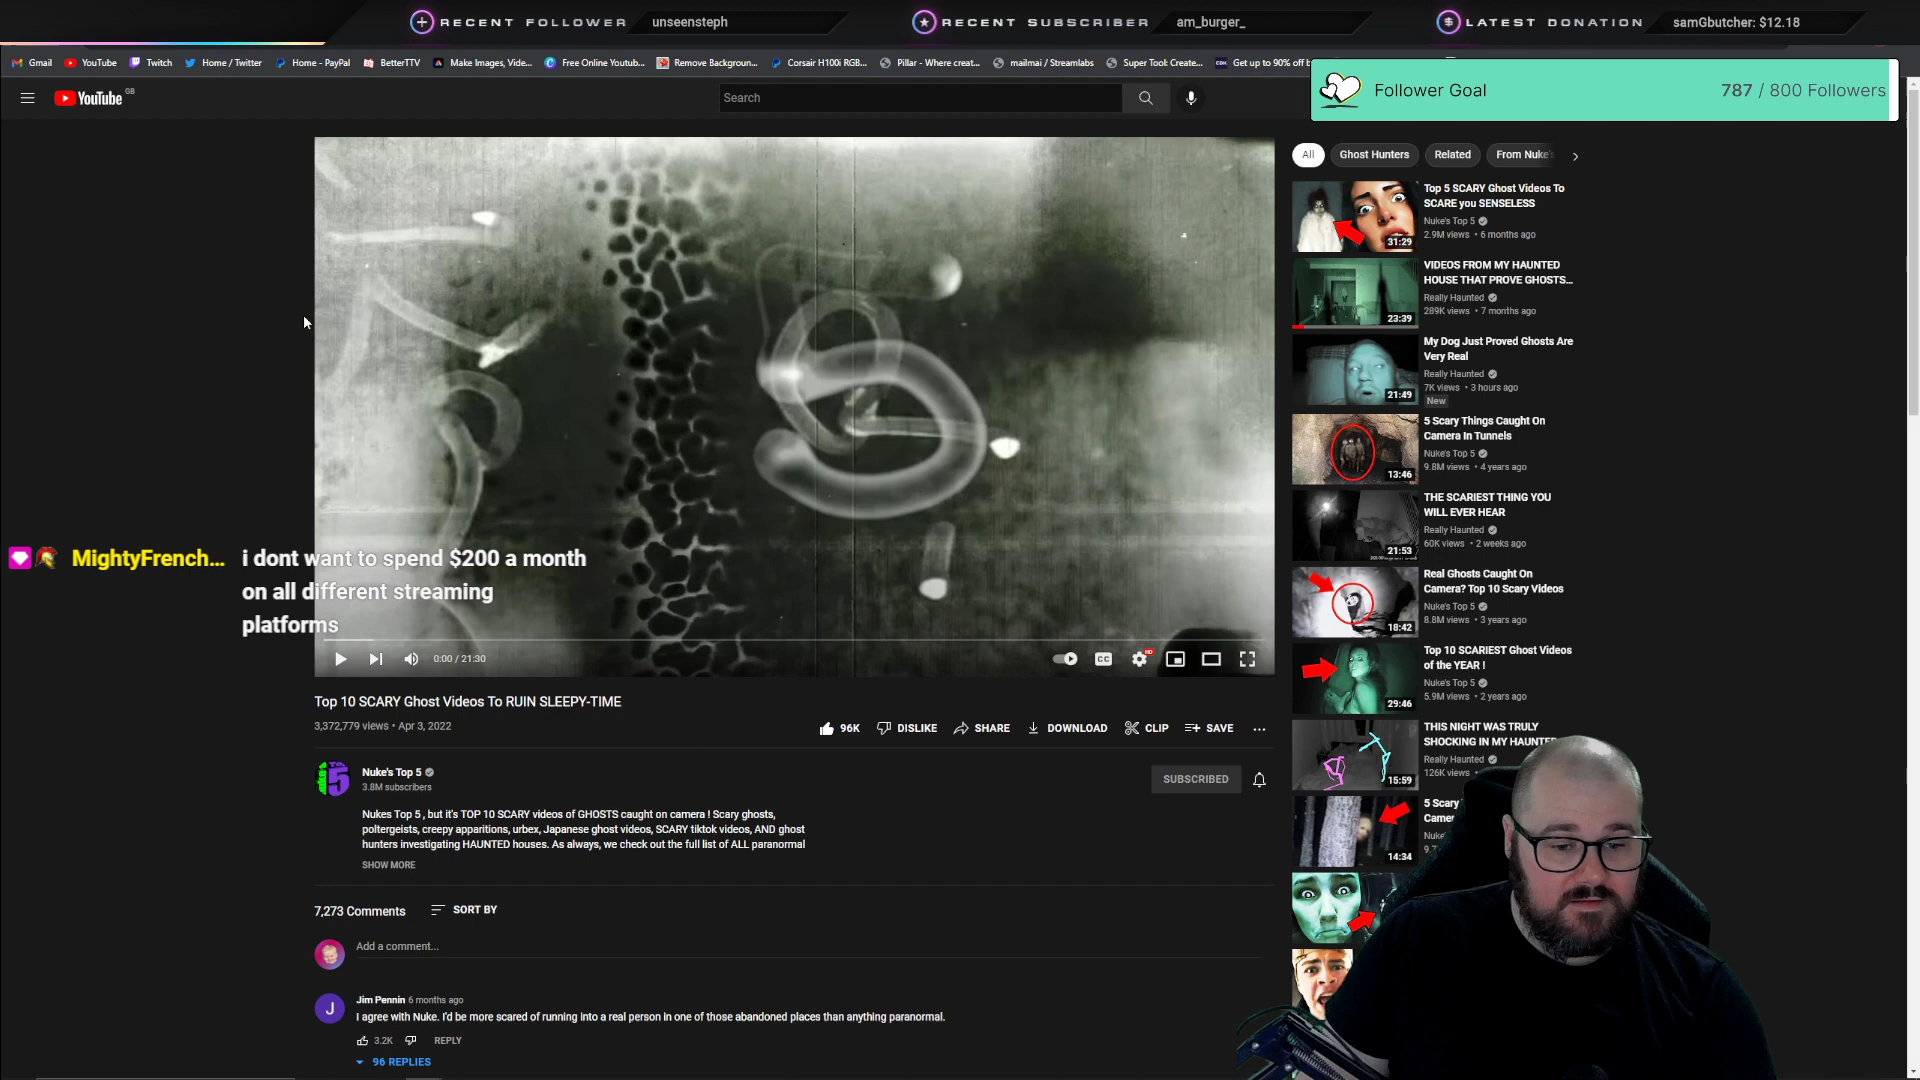 RECENT FOLLOWER unseensteph
RECENT SUBSCRIBER am_burger_
LATEST DONATION samGbutcher: $12.18
Gmail YouTube Twitch Home / Twitter Home - PayPal BetterTTV Make Images, Vide... Free Online Youtub... Remove Backgroun... Corsair H100i RGB... Pillar - Where creat... mailmai / Streamlabs Super Tool: Create... Get up to 90% off b
Follower Goal 787 / 800 Followers
YouTube GB
Search
All Ghost Hunters Related From Nuke's
Top 5 SCARY Ghost Videos To
SCARE you SENSELESS
Nuke's Top 5
2.9M views • 6 months ago
31:29
VIDEOS FROM MY HAUNTED
HOUSE THAT PROVE GHOSTS...
Really Haunted
289K views • 7 months ago
23:39
My Dog Just Proved Ghosts Are
Very Real
Really Haunted
7K views • 3 hours ago
New
21:49
5 Scary Things Caught On
Camera In Tunnels
Nuke's Top 5
9.8M views • 4 years ago
13:46
THE SCARIEST THING YOU
WILL EVER HEAR
Really Haunted
60K views • 2 weeks ago
21:53
Real Ghosts Caught On
Camera? Top 10 Scary Videos
Nuke's Top 5
8.8M views • 3 years ago
18:42
Top 10 SCARIEST Ghost Videos
of the YEAR !
Nuke's Top 5
5.9M views • 2 years ago
29:46
THIS NIGHT WAS TRULY
SHOCKING IN MY HAUNTED
Really Haunted
126K views
15:59
5 Scary
Camer
Nuke
9.7
14:34
MightyFrench... i dont want to spend $200 a month
on all different streaming
platforms
0:00 / 21:30
CC HD
Top 10 SCARY Ghost Videos To RUIN SLEEPY-TIME
3,372,779 views • Apr 3, 2022
96K DISLIKE SHARE DOWNLOAD CLIP SAVE ...
Nuke's Top 5
3.8M subscribers
SUBSCRIBED
Nukes Top 5 , but it's TOP 10 SCARY videos of GHOSTS caught on camera ! Scary ghosts,
poltergeists, creepy apparitions, urbex, Japanese ghost videos, SCARY tiktok videos, AND ghost
hunters investigating HAUNTED houses. As always, we check out the full list of ALL paranormal
SHOW MORE
7,273 Comments SORT BY
Add a comment...
J
Jim Pennin 6 months ago
I agree with Nuke. I'd be more scared of running into a real person in one of those abandoned places than anything paranormal.
3.2K REPLY
96 REPLIES